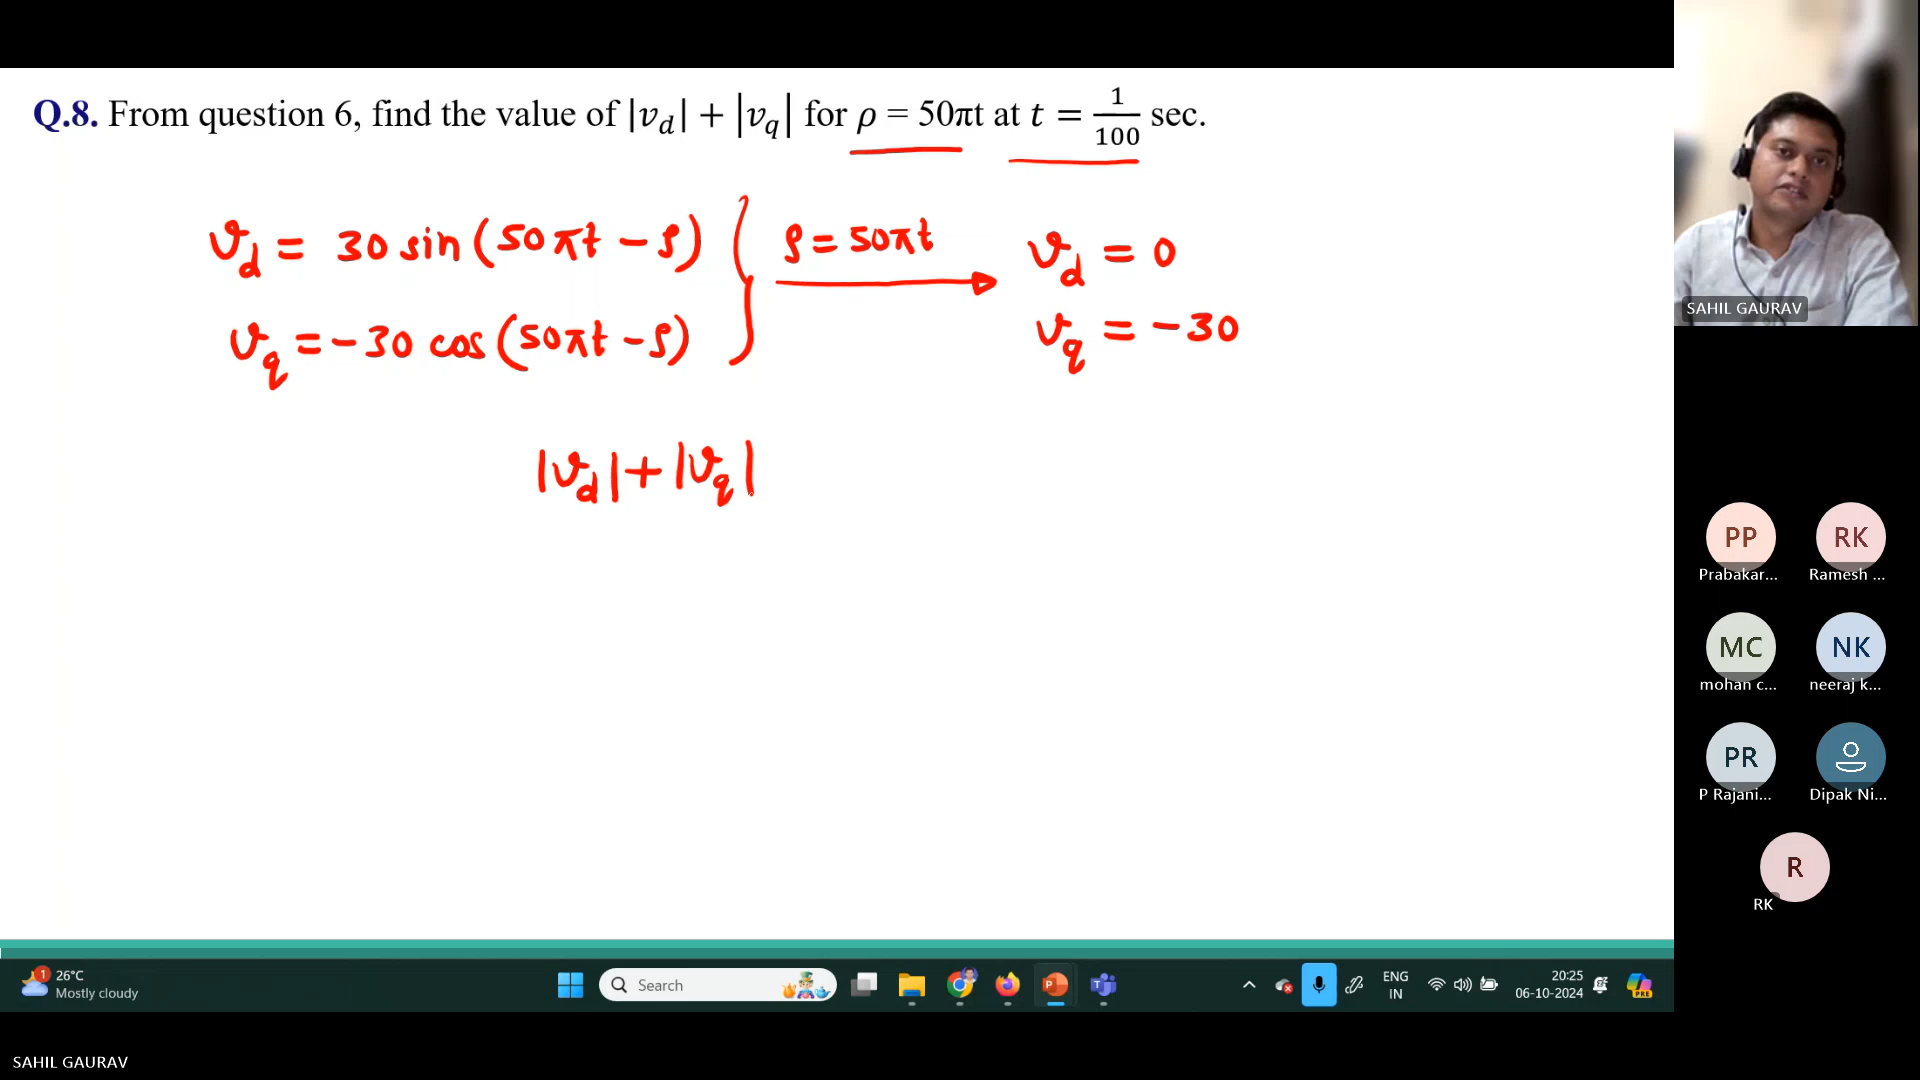 Q.8. From question 6, find the value of |v_d| + |v_q| for ρ = 50πt at t = 1/100 sec.
v_d = 30 sin (50πt - ρ)
v_q = -30 cos (50πt - ρ)
ρ = 50πt
v_d = 0
v_q = -30
|v_d| + |v_q|
SAHIL GAURAV
PP
Prabakar...
RK
Ramesh ...
MC
mohan c...
NK
neeraj k...
PR
P Rajani...
Dipak Ni...
R
RK
1
26°C
Mostly cloudy
Search
ENG
IN
20:25
06-10-2024
PRE
SAHIL GAURAV